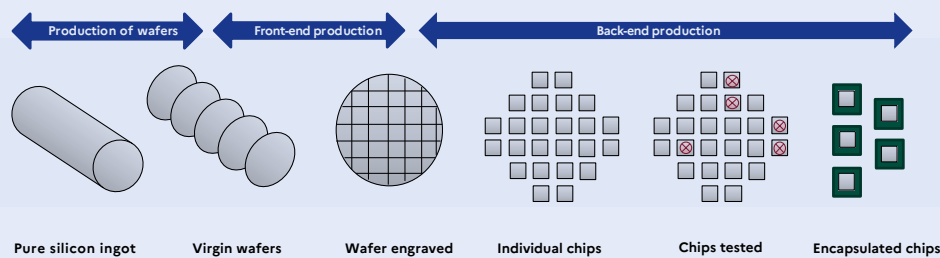 Production of wafers
Front-end production
Back-end production
Pure silicon ingot
Virgin wafers
Wafer engraved
Individual chips
Chips tested
Encapsulated chips